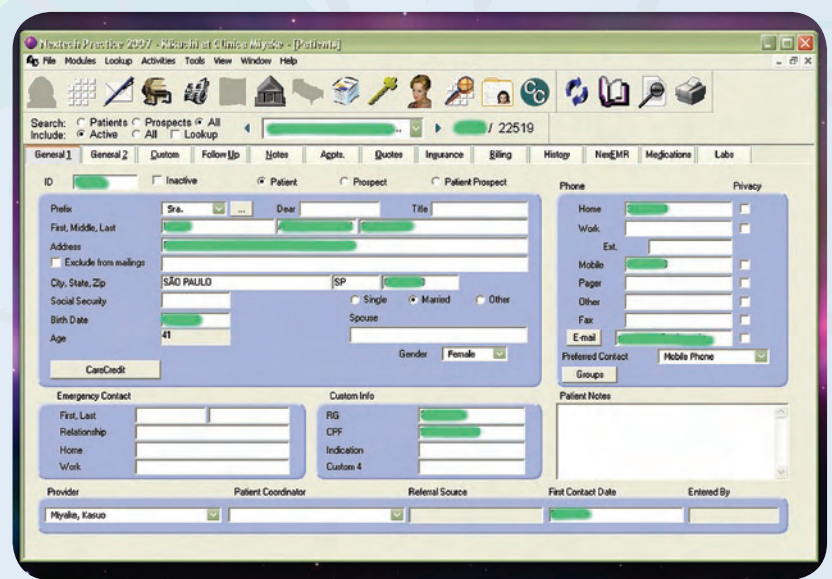 Nextech Practice 2007 - Kikuchi at Clinica Miyake - [Patients]
File Modules Lookup Activities Tools View Window Help
Search: Patients Prospects All
Include: Active All Lookup
/ 22519
General 1 General 2 Custom Follow Up Notes Appts. Quotes Insurance Billing History NexEMR Medications Labs
ID Inactive Patient Prospect Patient Prospect
Prefix Sra. ... Dear Title
First, Middle, Last
Address
Exclude from mailings
City, State, Zip SÃO PAULO SP
Social Security Single Married Other
Birth Date Spouse
Age 41
Gender Female
CareCredit
Phone Privacy
Home
Work
Ext.
Mobile
Pager
Other
Fax
E-mail
Preferred Contact Mobile Phone
Groups
Emergency Contact
First, Last
Relationship
Home
Work
Custom Info
RG
CPF
Indication
Custom 4
Patient Notes
Provider Patient Coordinator Referral Source First Contact Date Entered By
Miyake, Kasuo